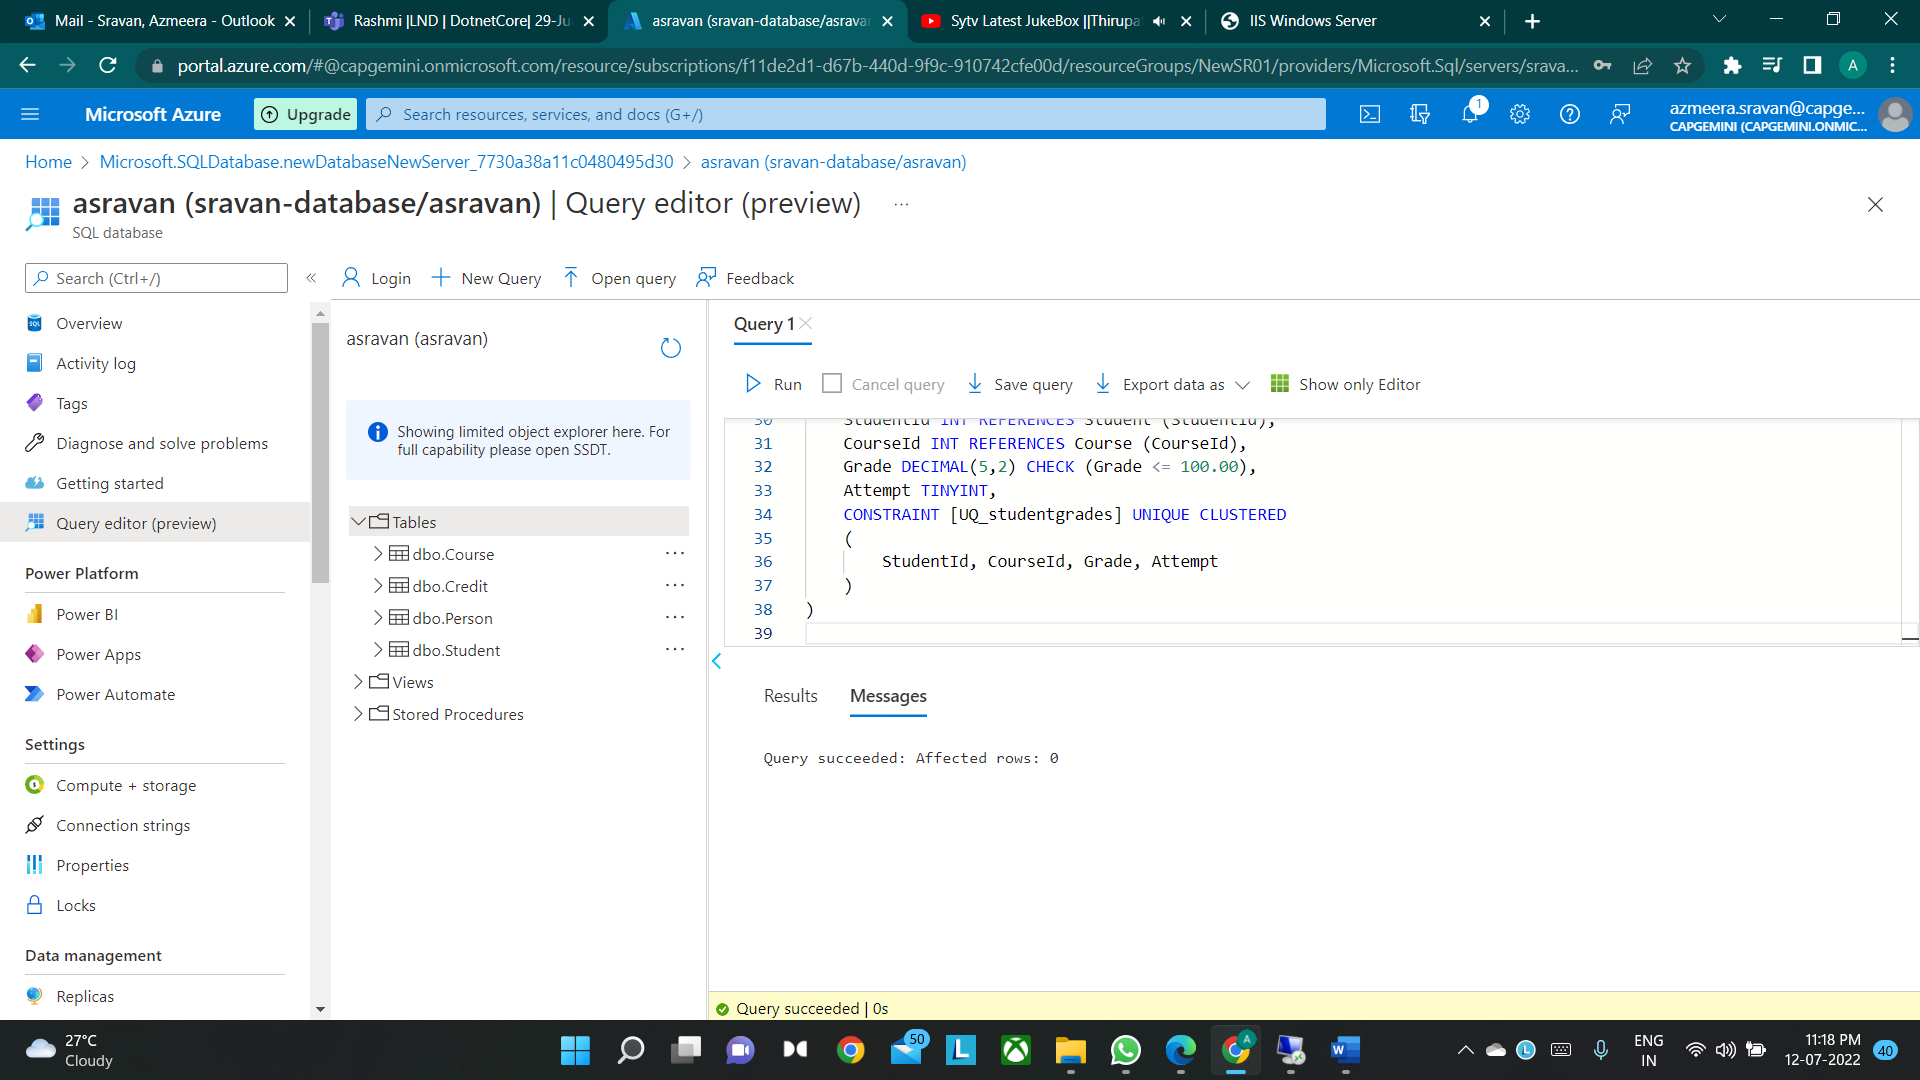 Mail - Sravan, Azmeera - Outlook
Rashmi |LND | DotnetCore| 29-Ju
asravan (sravan-database/asravan
Sytv Latest JukeBox ||Thirupa
IIS Windows Server
portal.azure.com/#@capgemini.onmicrosoft.com/resource/subscriptions/f11de2d1-d67b-440d-9f9c-910742cfe00d/resourceGroups/NewSR01/providers/Microsoft.Sql/servers/srava...
A
Microsoft Azure
Upgrade
Search resources, services, and docs (G+/)
1
azmeera.sravan@capge...
CAPGEMINI (CAPGEMINI.ONMIC...
Home > Microsoft.SQLDatabase.newDatabaseNewServer_7730a38a11c0480495d30 > asravan (sravan-database/asravan)
asravan (sravan-database/asravan) | Query editor (preview) ...
SQL database
Search (Ctrl+/)
Login
New Query
Open query
Feedback
Overview
Activity log
Tags
Diagnose and solve problems
Getting started
Query editor (preview)
Power Platform
Power BI
Power Apps
Power Automate
Settings
Compute + storage
Connection strings
Properties
Locks
Data management
Replicas
asravan (asravan)
Showing limited object explorer here. For
full capability please open SSDT.
Tables
dbo.Course ...
dbo.Credit ...
dbo.Person ...
dbo.Student ...
Views
Stored Procedures
Query 1
Run
Cancel query
Save query
Export data as
Show only Editor
30 StudentId INT REFERENCES Student (StudentId),
31 CourseId INT REFERENCES Course (CourseId),
32 Grade DECIMAL(5,2) CHECK (Grade <= 100.00),
33 Attempt TINYINT,
34 CONSTRAINT [UQ_studentgrades] UNIQUE CLUSTERED
35 (
36 StudentId, CourseId, Grade, Attempt
37 )
38 )
39
Results
Messages
Query succeeded: Affected rows: 0
Query succeeded | 0s
27°C
Cloudy
50
A
ENG
IN
11:18 PM
12-07-2022
40